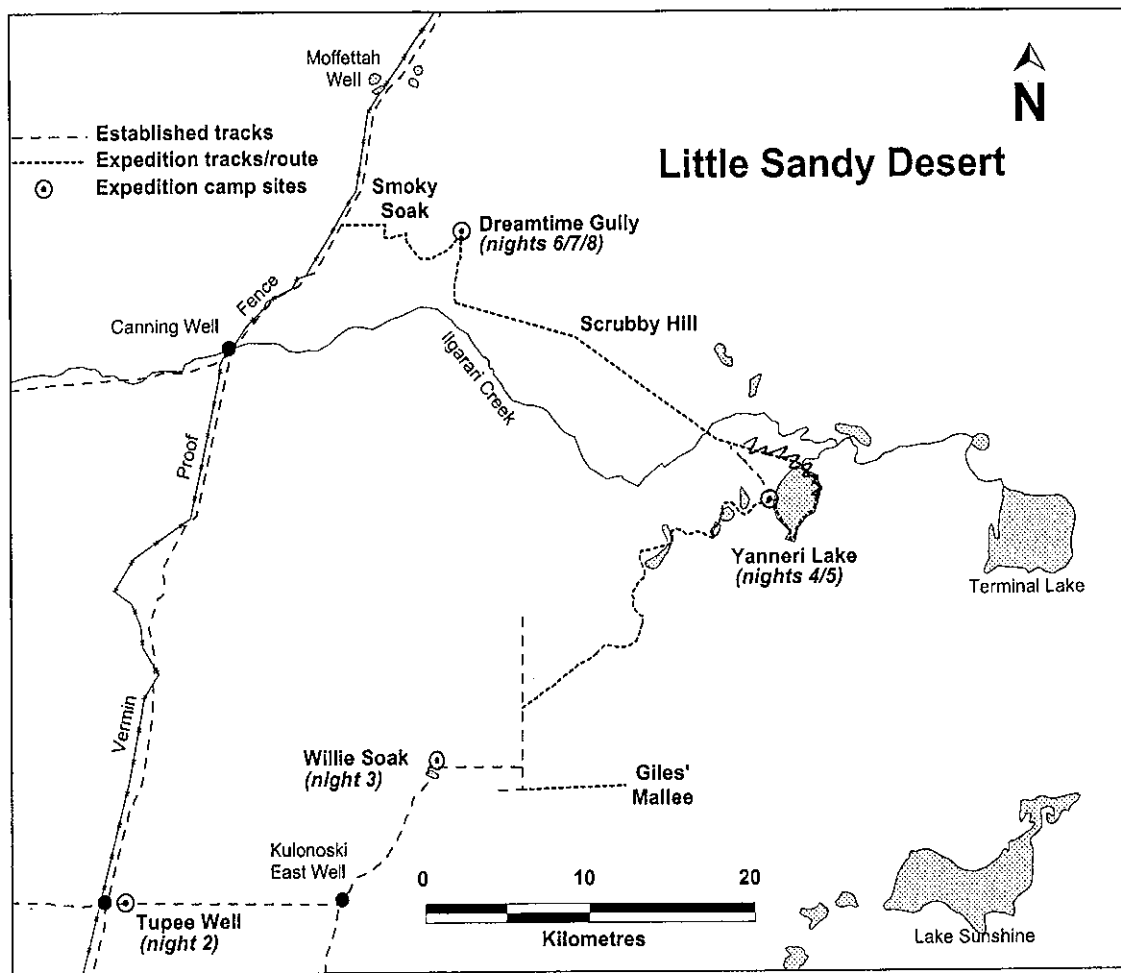 Moffettah
Well
N
Established tracks
Expedition tracks/route
Expedition camp sites
Little Sandy Desert
Smoky
Soak
Dreamtime Gully
(nights 6/7/8)
Fence
Canning Well
Scrubby Hill
Ilgarari Creek
Proof
Yanneri Lake
(nights 4/5)
Terminal Lake
Vermin
Willie Soak
(night 3)
Giles'
Mallee
Kulonoski
East Well
0 20
Kilometres
Tupee Well
(night 2)
Lake Sunshine